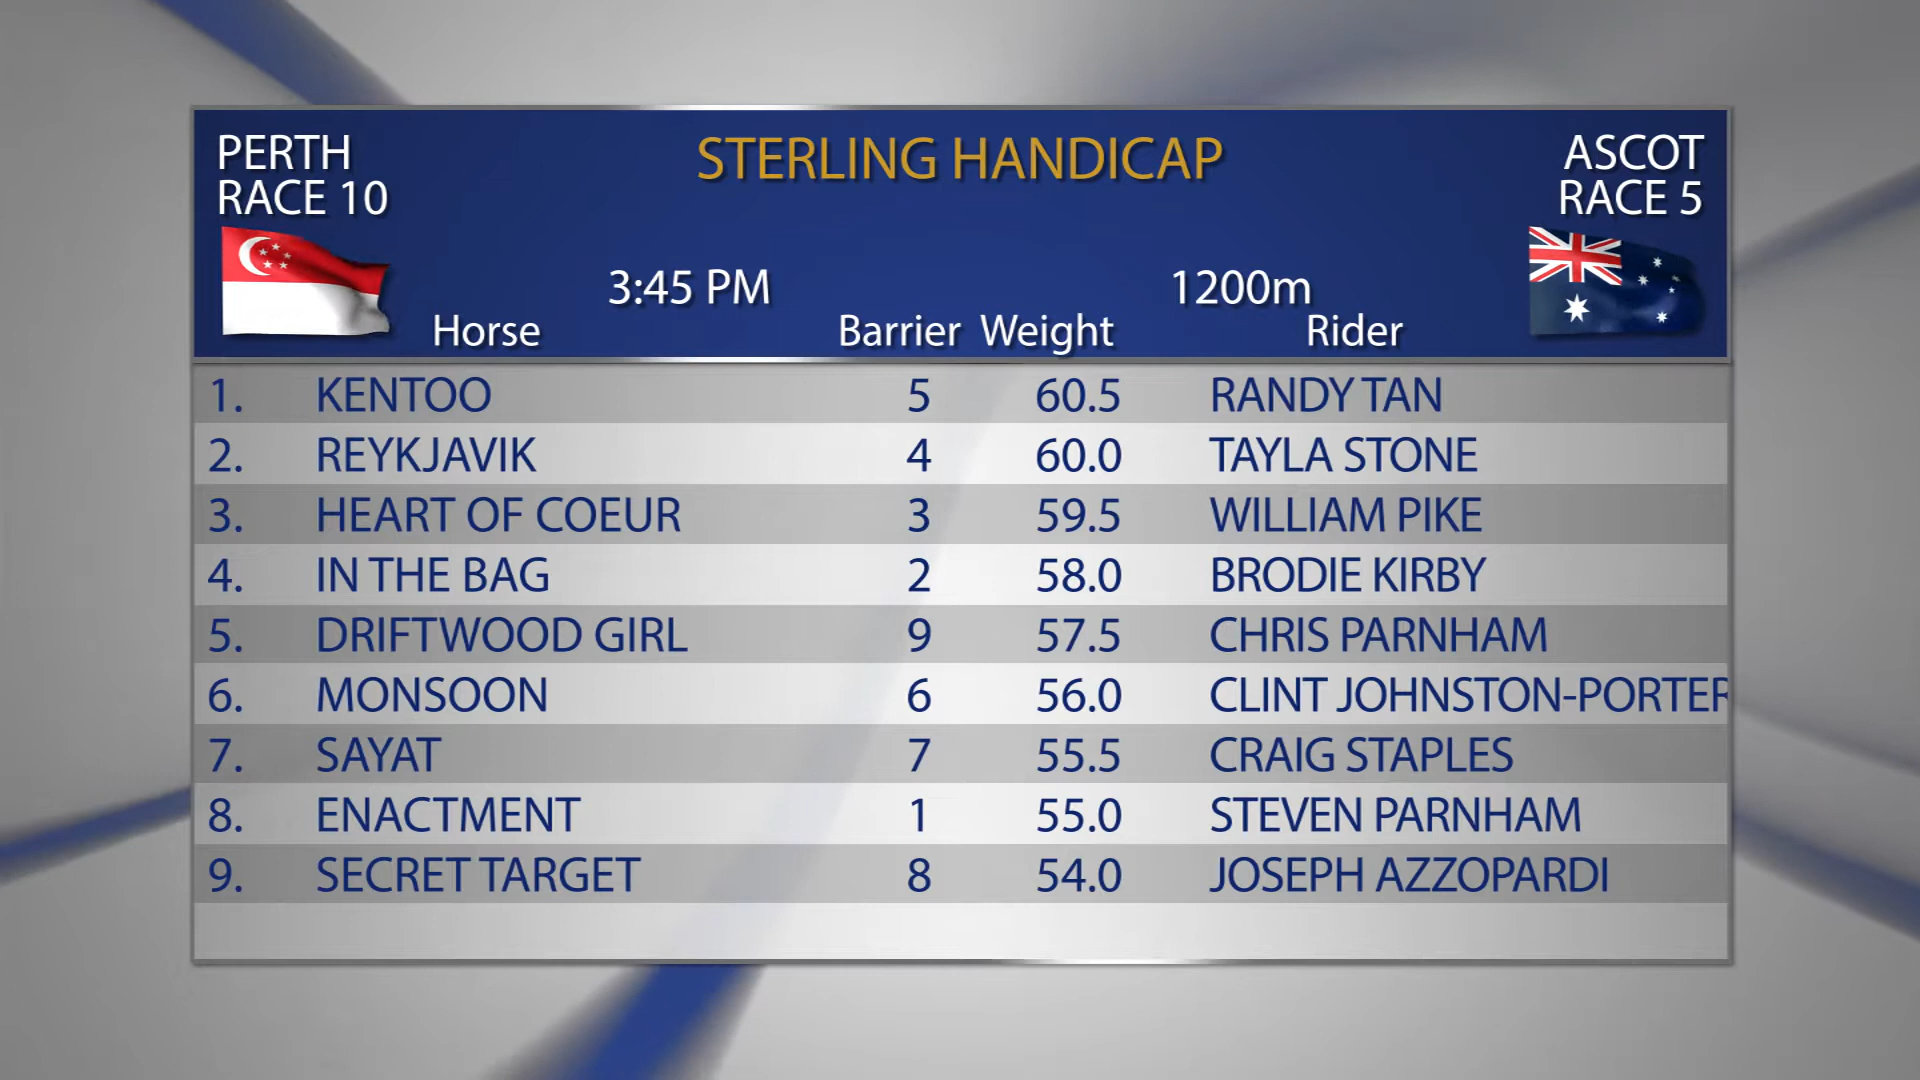 PERTH
RACE 10
STERLING HANDICAP
ASCOT
RACE 5
3:45 PM 1200m
Horse Barrier Weight Rider
1. KENTOO 5 60.5 RANDY TAN
2. REYKJAVIK 4 60.0 TAYLA STONE
3. HEART OF COEUR 3 59.5 WILLIAM PIKE
4. IN THE BAG 2 58.0 BRODIE KIRBY
5. DRIFTWOOD GIRL 9 57.5 CHRIS PARNHAM
6. MONSOON 6 56.0 CLINT JOHNSTON-PORTER
7. SAYAT 7 55.5 CRAIG STAPLES
8. ENACTMENT 1 55.0 STEVEN PARNHAM
9. SECRET TARGET 8 54.0 JOSEPH AZZOPARDI